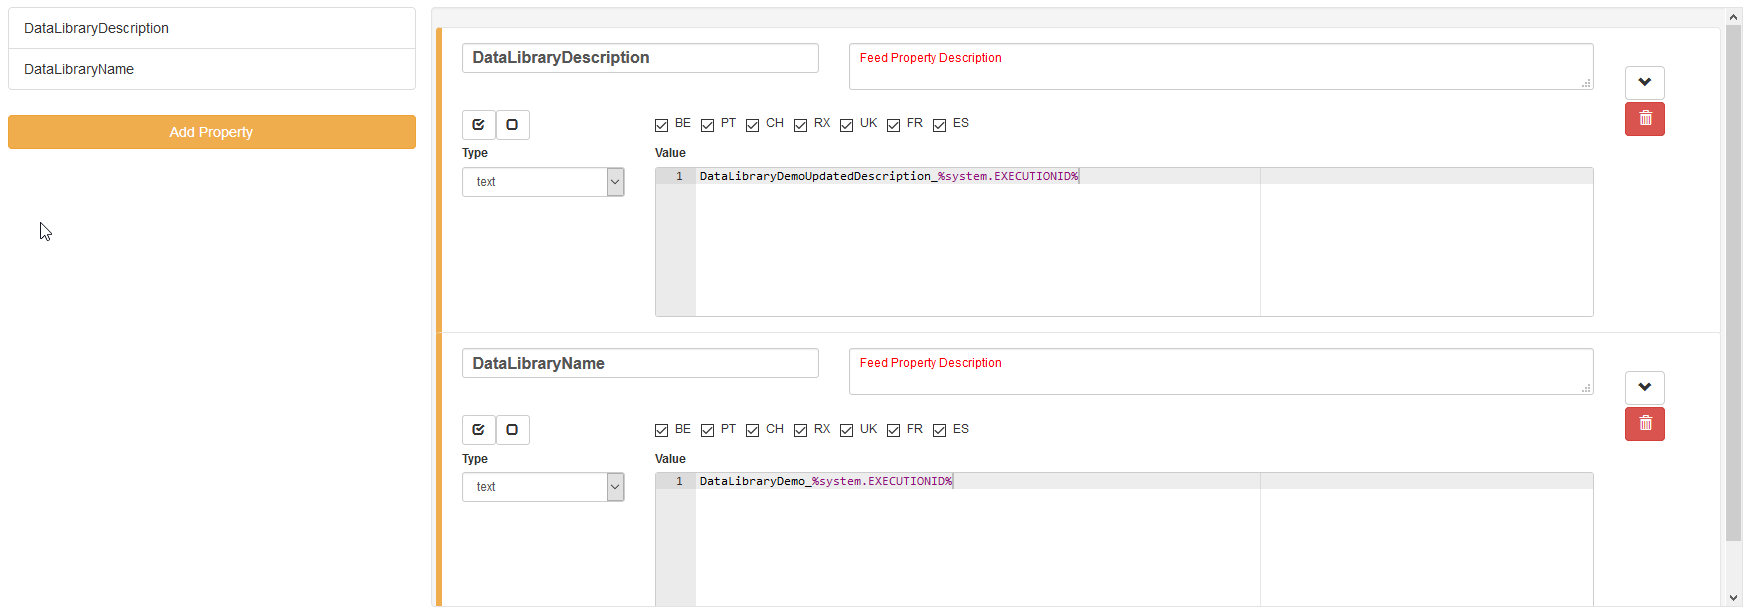 DataLibraryDescription
DataLibraryName
Add Property
DataLibraryDescription
Feed Property Description
BE PT CH RX UK FR ES
Type
Value
text
1 DataLibraryDemoUpdatedDescription_%system.EXECUTIONID%
DataLibraryName
Feed Property Description
BE PT CH RX UK FR ES
Type
Value
text
1 DataLibraryDemo_%system.EXECUTIONID%